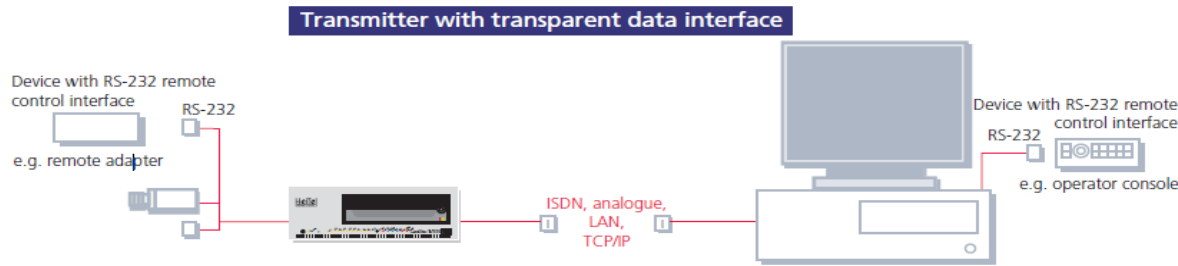 Transmitter with transparent data interface
Device with RS-232 remote
control interface
RS-232
e.g. remote adapter
ISDN, analogue,
LAN,
TCP/IP
Device with RS-232 remote
control interface
RS-232
e.g. operator console